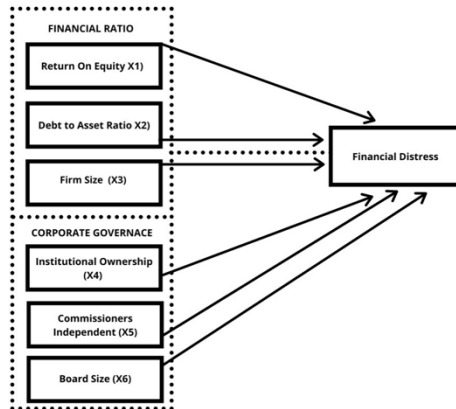 FINANCIAL RATIO
Return On Equity X1)
Debt to Asset Ratio X2)
Firm Size (X3)
Financial Distress
CORPORATE GOVERNACE
Institutional Ownership
(X4)
Commissioners
Independent (X5)
Board Size (X6)